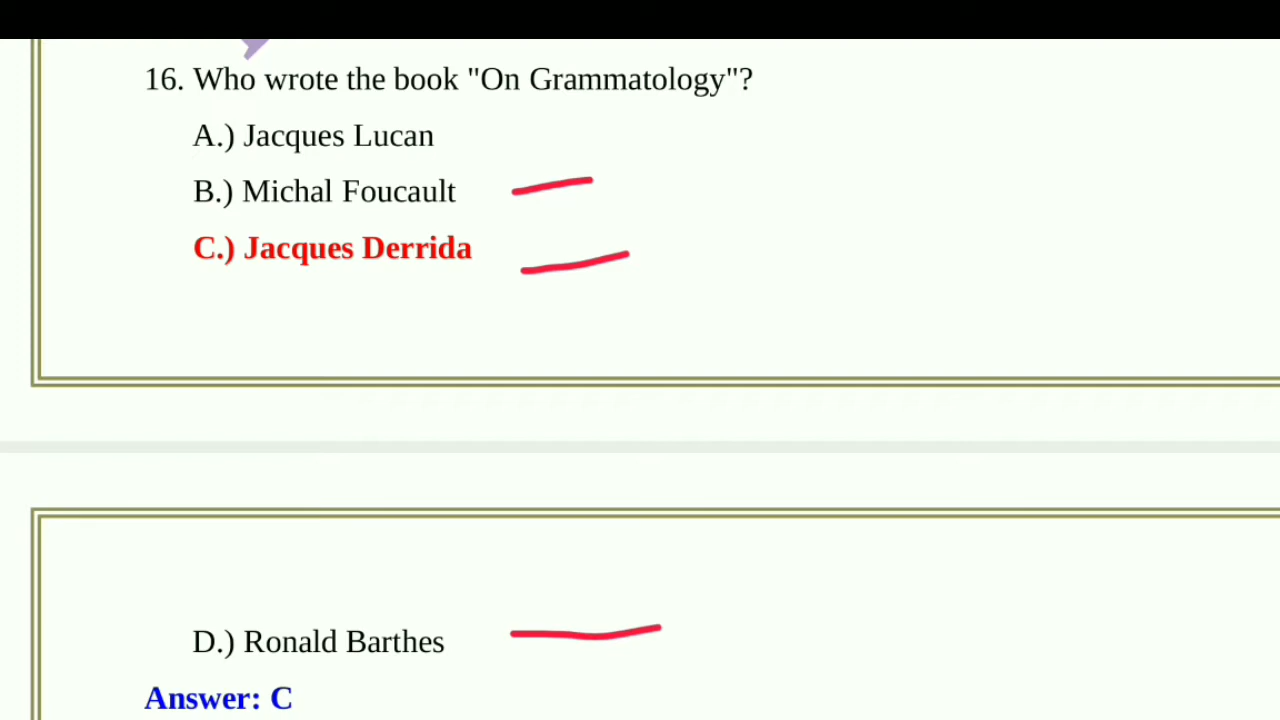 16. Who wrote the book "On Grammatology"?
A.) Jacques Lucan
B.) Michal Foucault
C.) Jacques Derrida
D.) Ronald Barthes
Answer: C